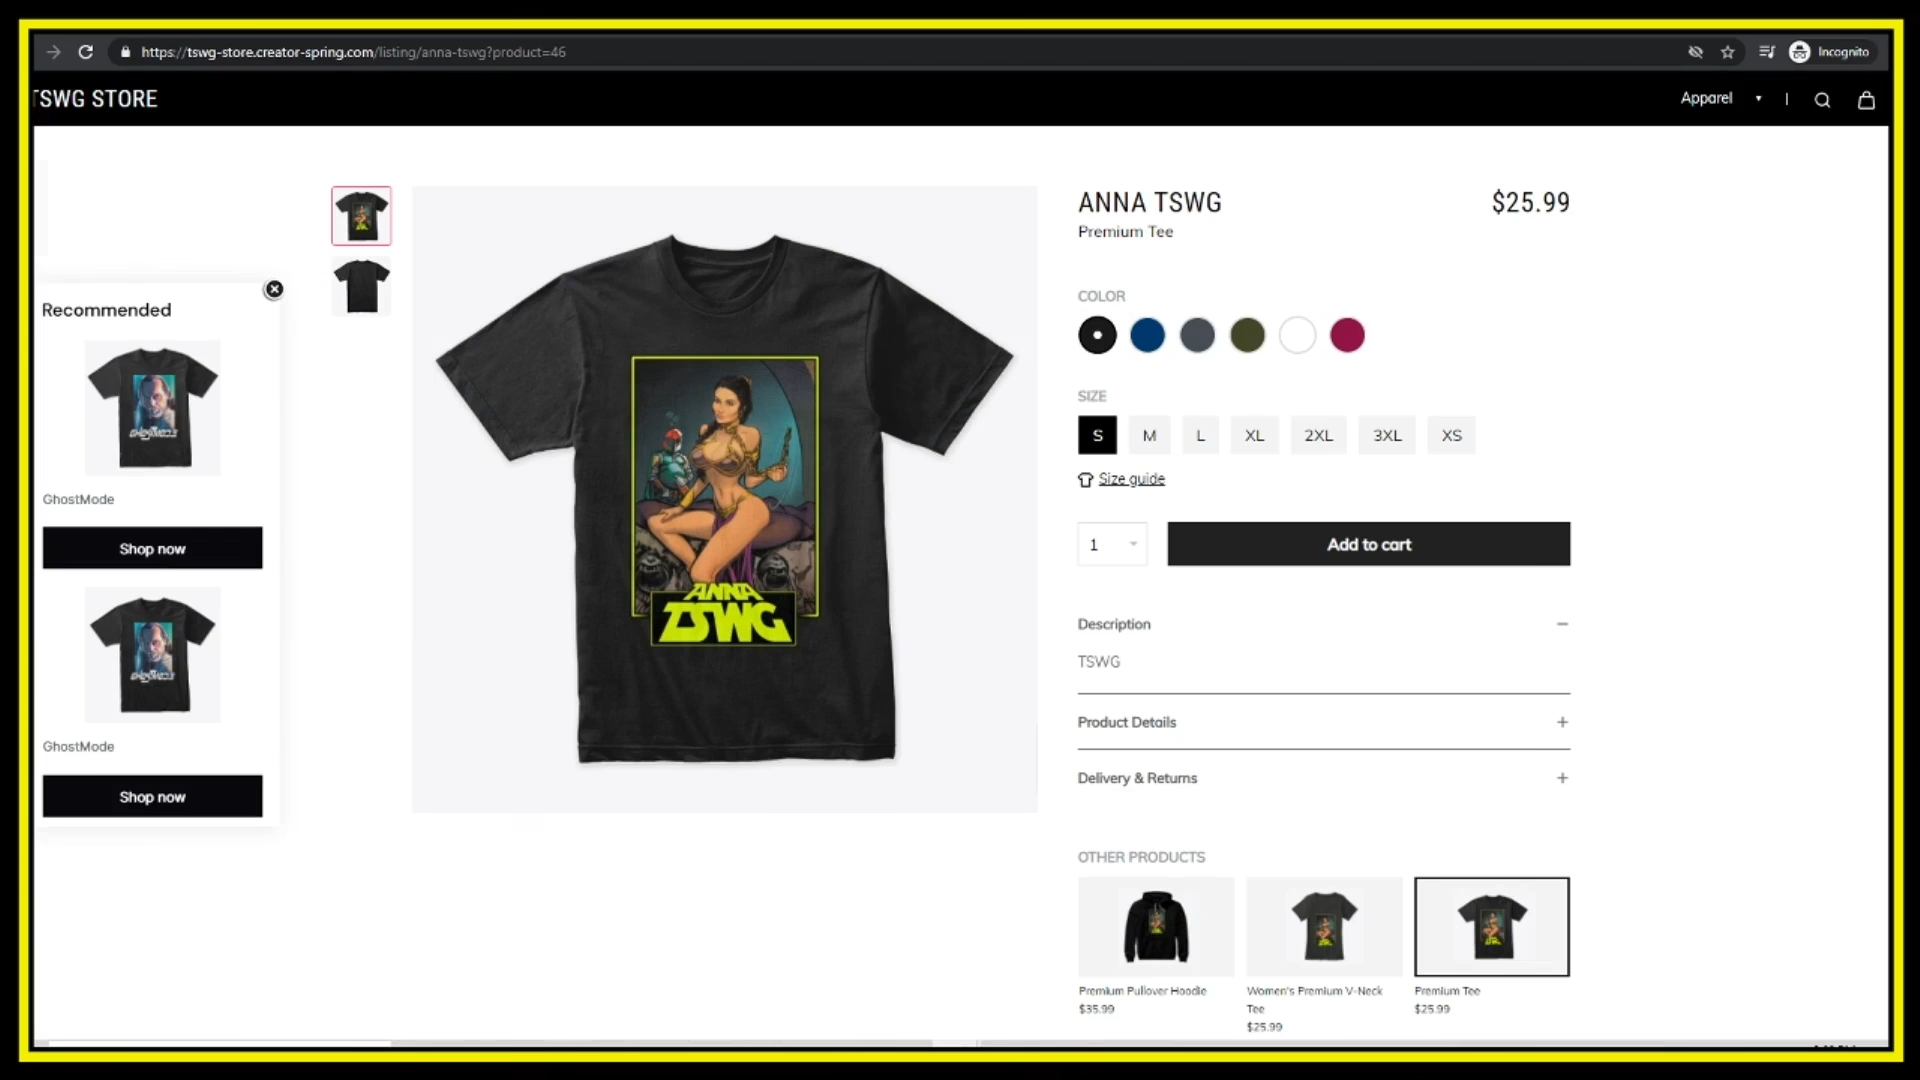 https://tswg-store.creator-spring.com/listing/anna-tswg?product=46
Incognito
TSWG STORE
Apparel
ANNA TSWG
$25.99
Premium Tee
COLOR
SIZE
S M L XL 2XL 3XL XS
Size guide
1
Add to cart
Description
TSWG
Product Details
Delivery & Returns
OTHER PRODUCTS
Premium Pullover Hoodie
$35.99
Women's Premium V-Neck
Tee
$25.99
Premium Tee
$25.99
Recommended
GhostMode
Shop now
GhostMode
Shop now
ANNA
TSWG